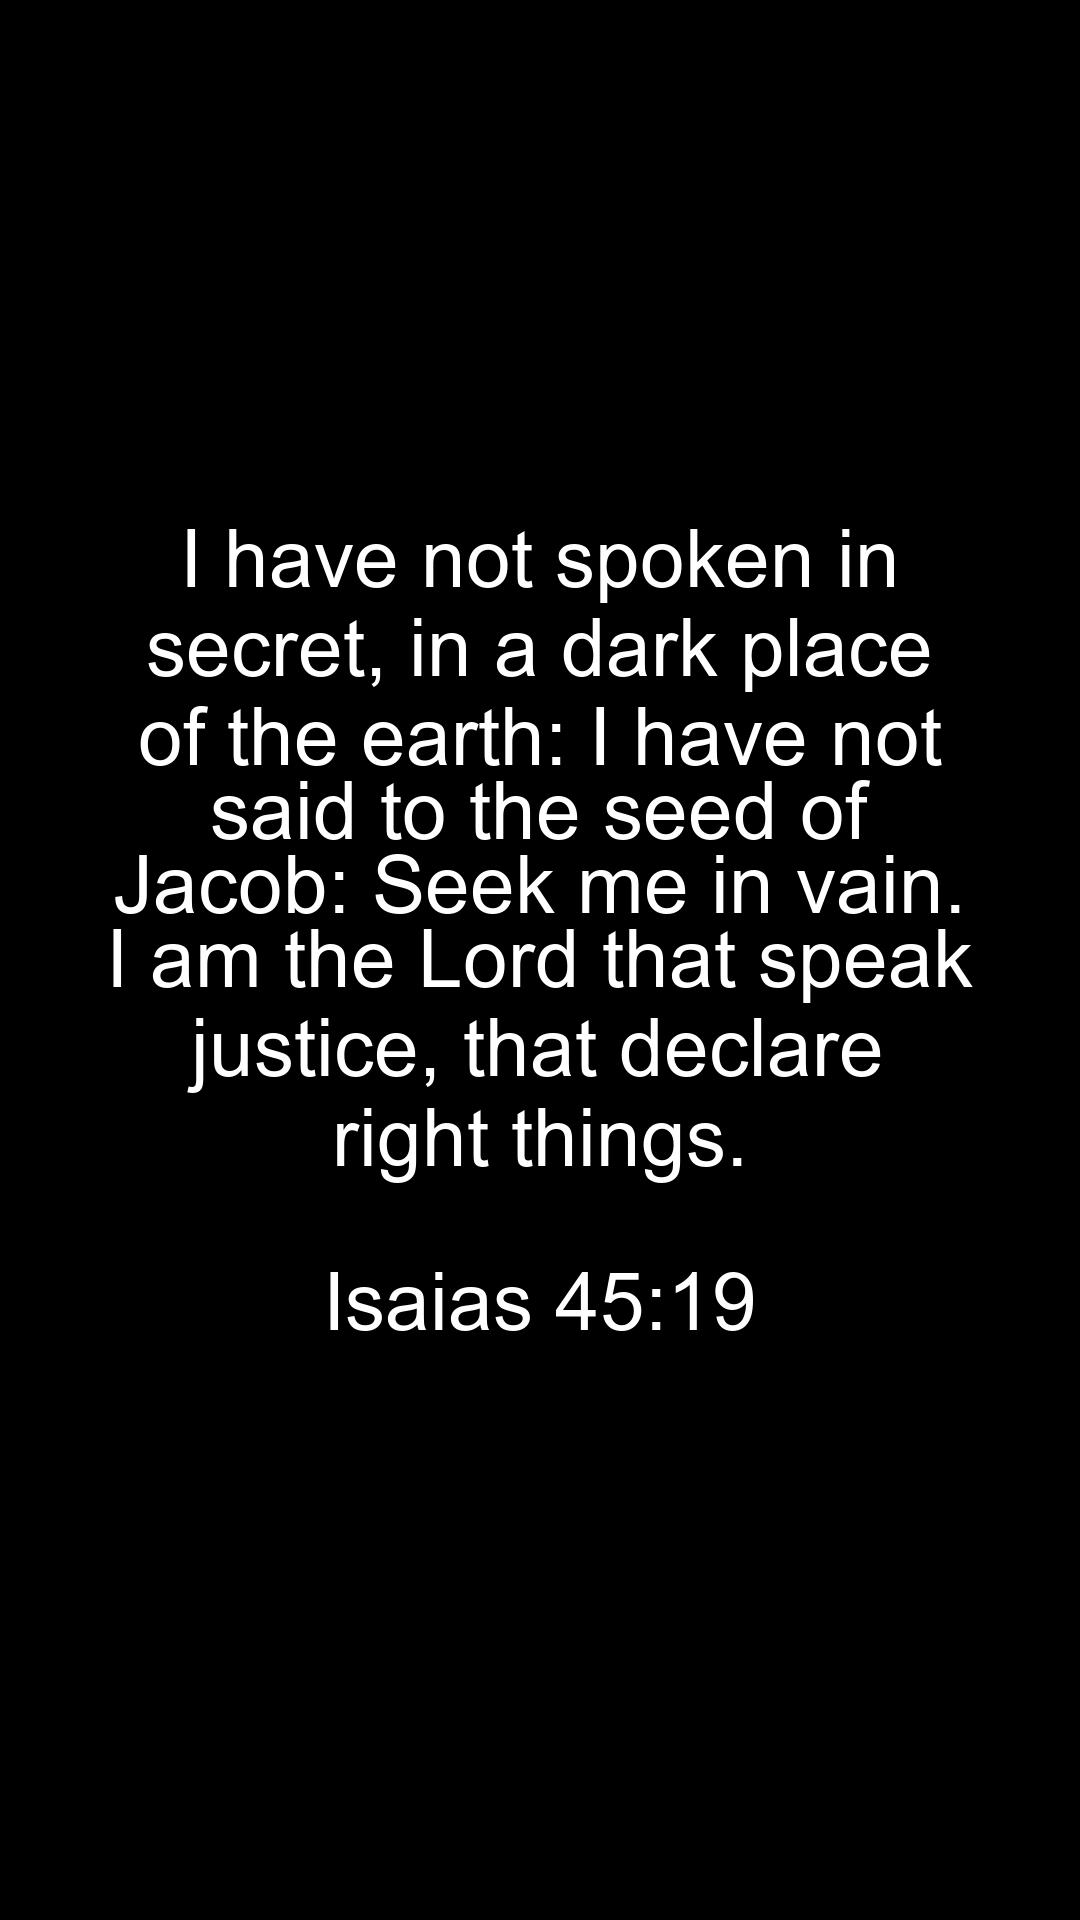 I have not spoken in
secret, in a dark place
of the earth: I have not
said to the seed of
Jacob: Seek me in vain.
I am the Lord that speak
justice, that declare
right things.
Isaias 45:19